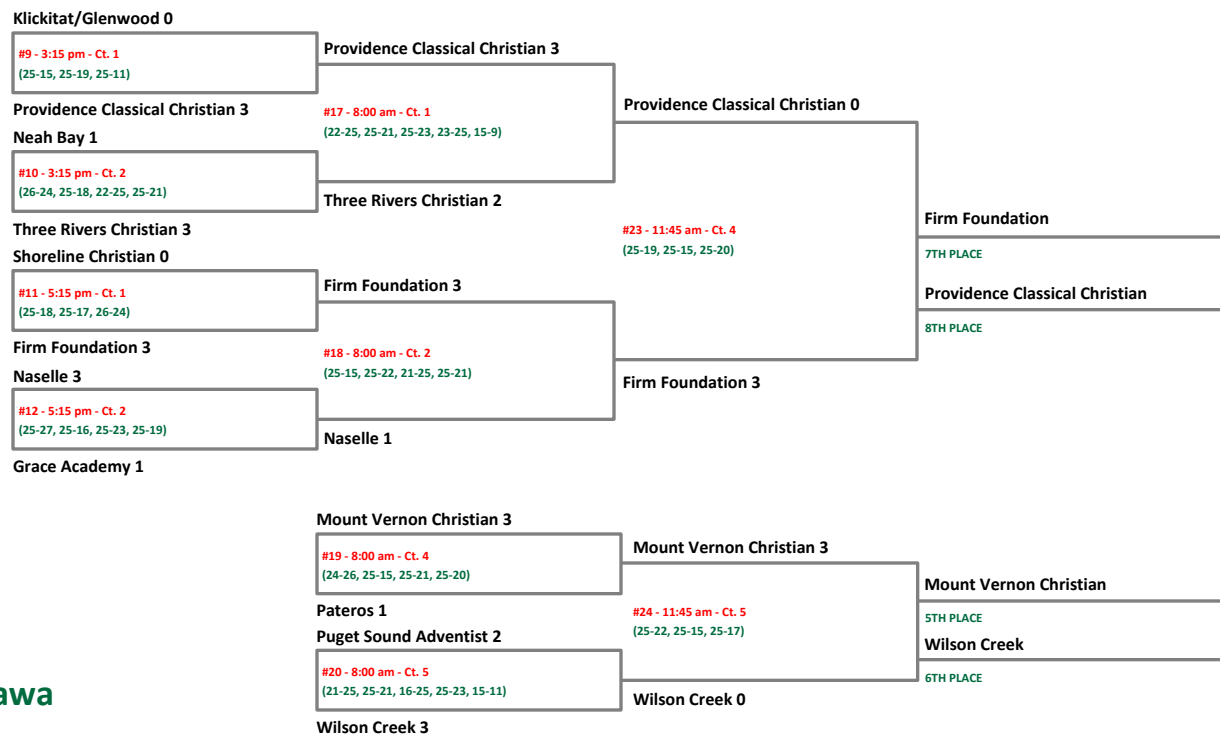 Klickitat/Glenwood 0
#9 - 3:15 pm - Ct. 1
(25-15, 25-19, 25-11)
Providence Classical Christian 3
Neah Bay 1
#10 - 3:15 pm - Ct. 2
(26-24, 25-18, 22-25, 25-21)
Three Rivers Christian 3
Shoreline Christian 0
#11 - 5:15 pm - Ct. 1
(25-18, 25-17, 26-24)
Firm Foundation 3
Naselle 3
#12 - 5:15 pm - Ct. 2
(25-27, 25-16, 25-23, 25-19)
Grace Academy 1
Providence Classical Christian 3
#17 - 8:00 am - Ct. 1
(22-25, 25-21, 25-23, 23-25, 15-9)
Three Rivers Christian 2
Firm Foundation 3
#18 - 8:00 am - Ct. 2
(25-15, 25-22, 21-25, 25-21)
Naselle 1
Providence Classical Christian 0
#23 - 11:45 am - Ct. 4
(25-19, 25-15, 25-20)
Firm Foundation 3
Firm Foundation
7TH PLACE
Providence Classical Christian
8TH PLACE
Mount Vernon Christian 3
#19 - 8:00 am - Ct. 4
(24-26, 25-15, 25-21, 25-20)
Pateros 1
Puget Sound Adventist 2
#20 - 8:00 am - Ct. 5
(21-25, 25-21, 16-25, 25-23, 15-11)
Wilson Creek 3
Mount Vernon Christian 3
#24 - 11:45 am - Ct. 5
(25-22, 25-15, 25-17)
Wilson Creek 0
Mount Vernon Christian
5TH PLACE
Wilson Creek
6TH PLACE
awa